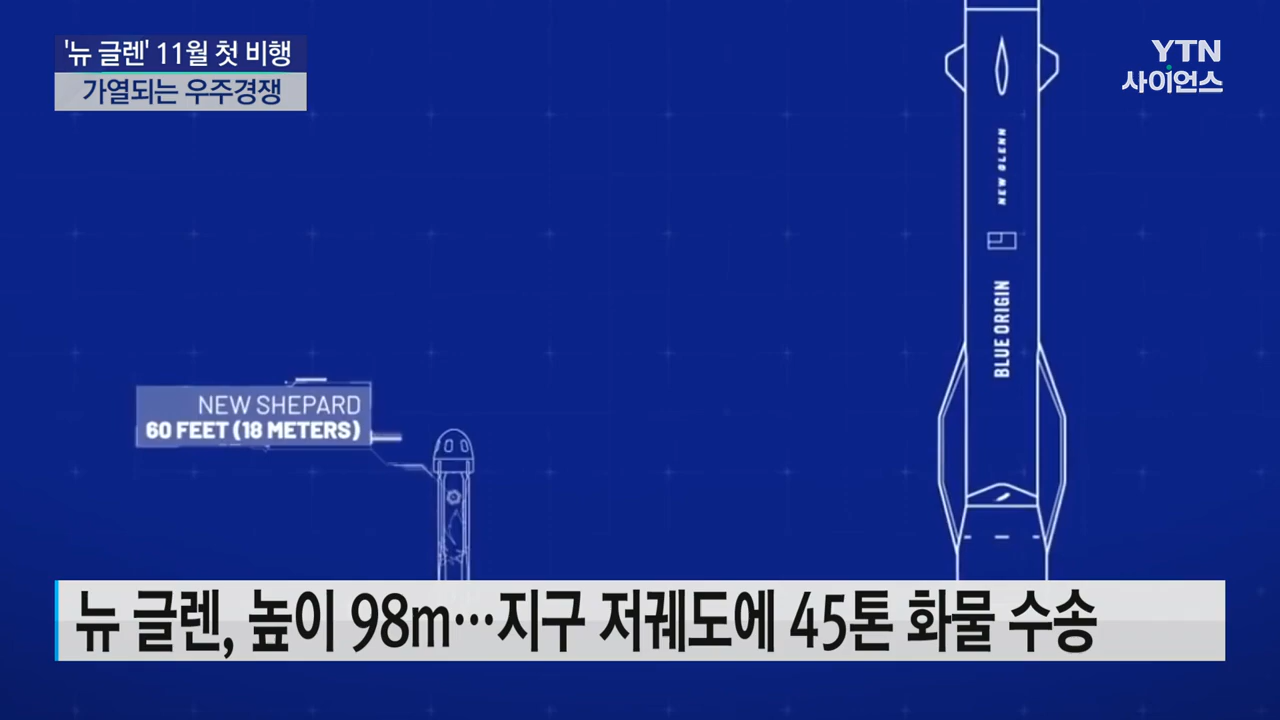 '뉴 글렌' 11월 첫 비행
가열되는 우주경쟁
YTN
사이언스
NEW GLENN
BLUE ORIGIN
NEW SHEPARD
60 FEET (18 METERS)
뉴 글렌, 높이 98m…지구 저궤도에 45톤 화물 수송